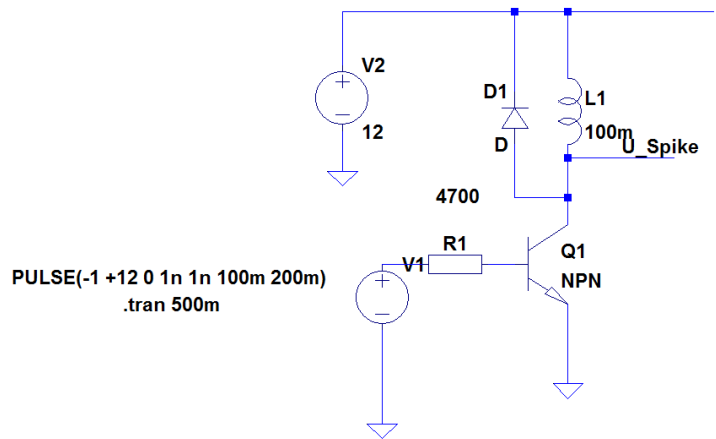 V2
12
D1
D
L1
100m
U_Spike
4700
R1
V1
Q1
NPN
PULSE(-1 +12 0 1n 1n 100m 200m)
.tran 500m